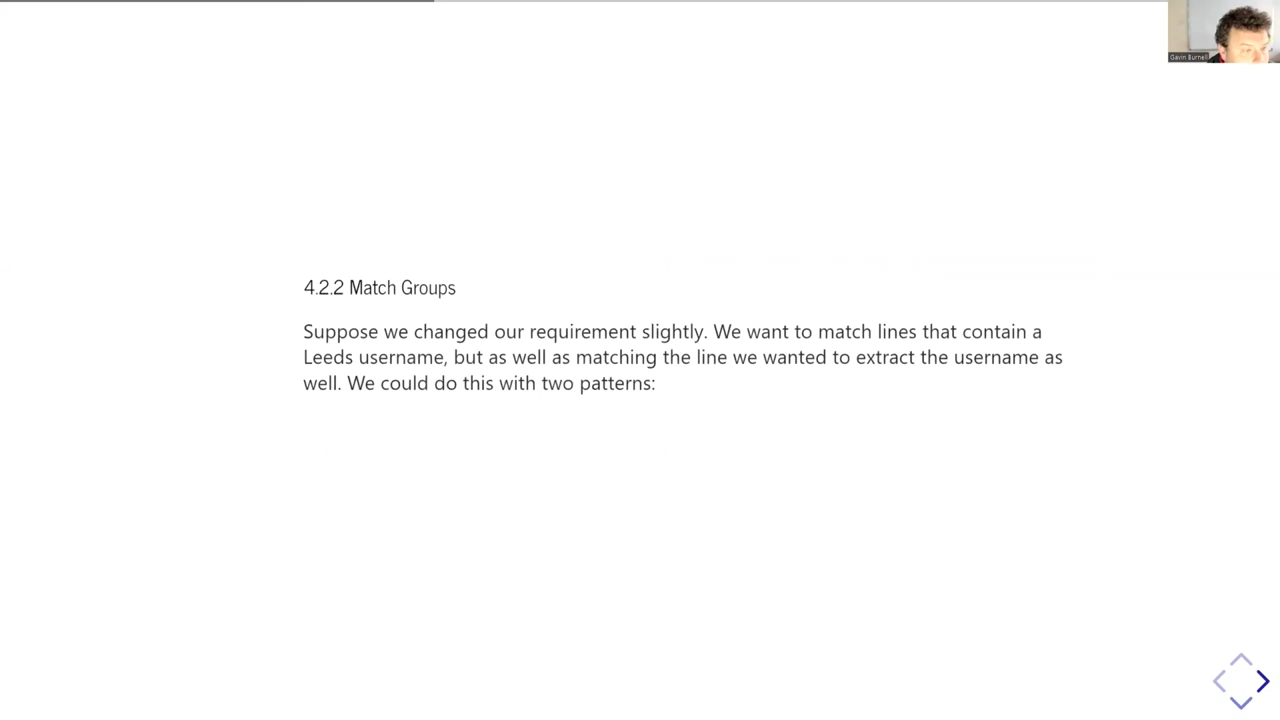 Gavin Burnell
4.2.2 Match Groups
Suppose we changed our requirement slightly. We want to match lines that contain a
Leeds username, but as well as matching the line we wanted to extract the username as
well. We could do this with two patterns: